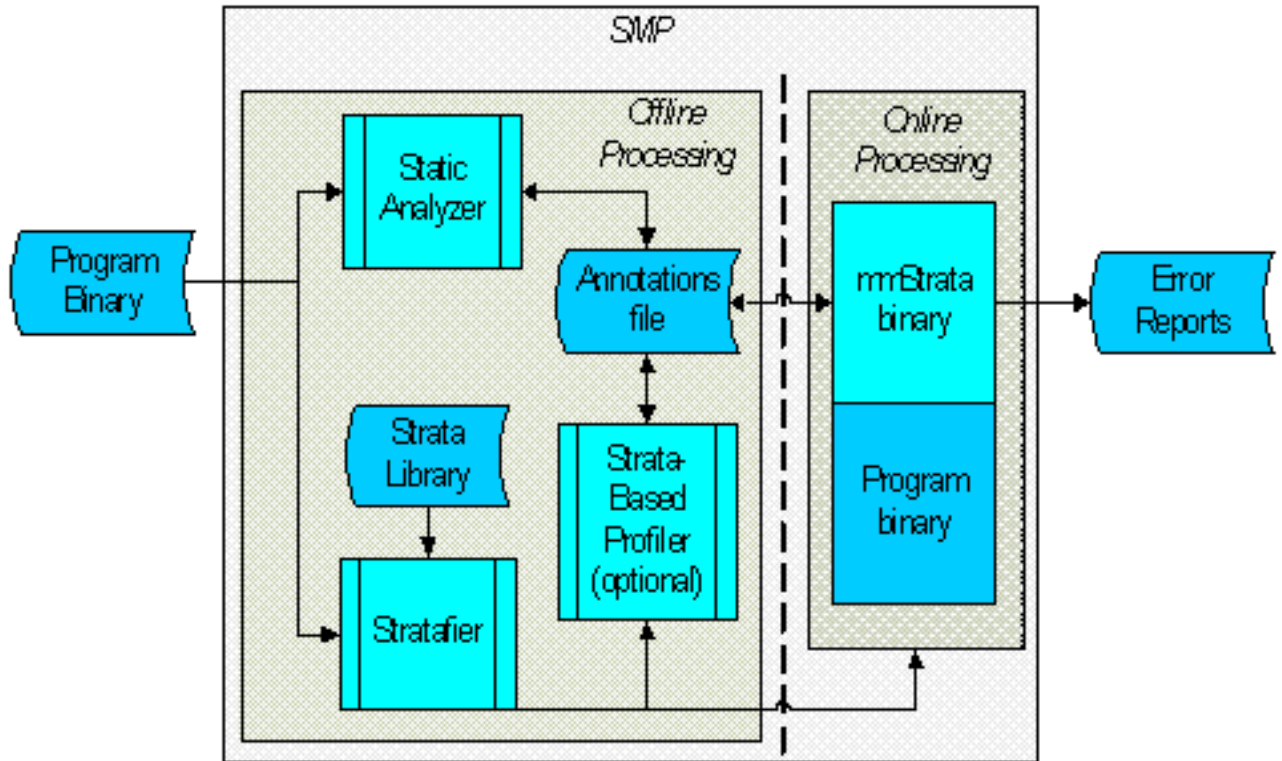 SMP
Offline
Processing
Online
Processing
Static
Analyzer
Program
Binary
Annotations
file
mmStrata
binary
Error
Reports
Strata
Library
Strata-
Based
Profiler
(optional)
Program
binary
Stratafier